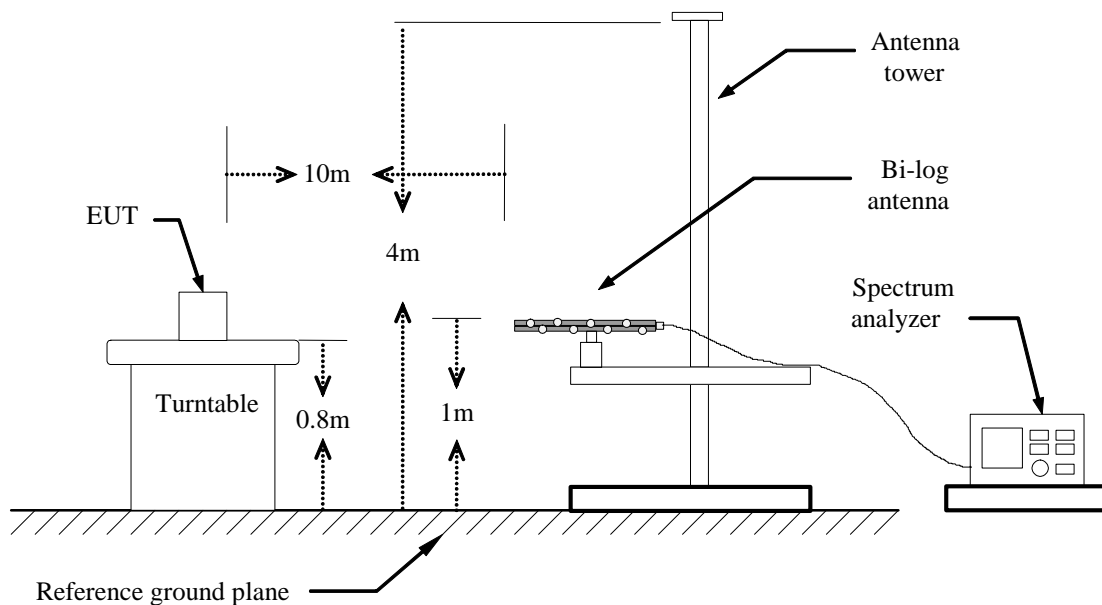 Antenna
tower
10m
Bi-log
antenna
EUT
4m
Spectrum
analyzer
Turntable
0.8m
1m
Reference ground plane